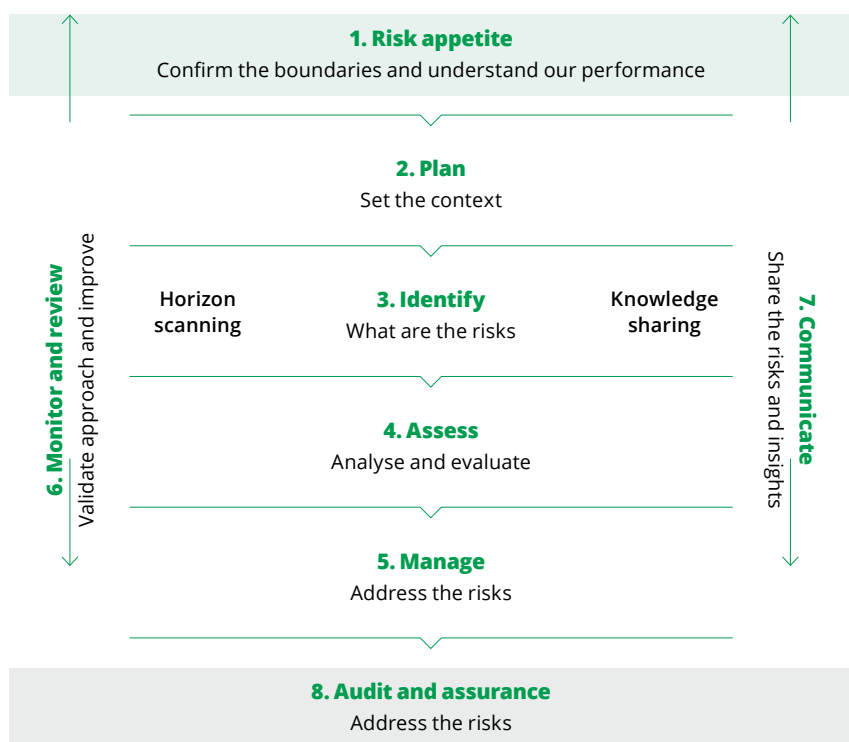 1. Risk appetite
Confirm the boundaries and understand our performance
2. Plan
Set the context
Horizon
scanning
3. Identify
What are the risks
Knowledge
sharing
4. Assess
Analyse and evaluate
5. Manage
Address the risks
6. Monitor and review
Validate approach and improve
7. Communicate
Share the risks and insights
8. Audit and assurance
Address the risks